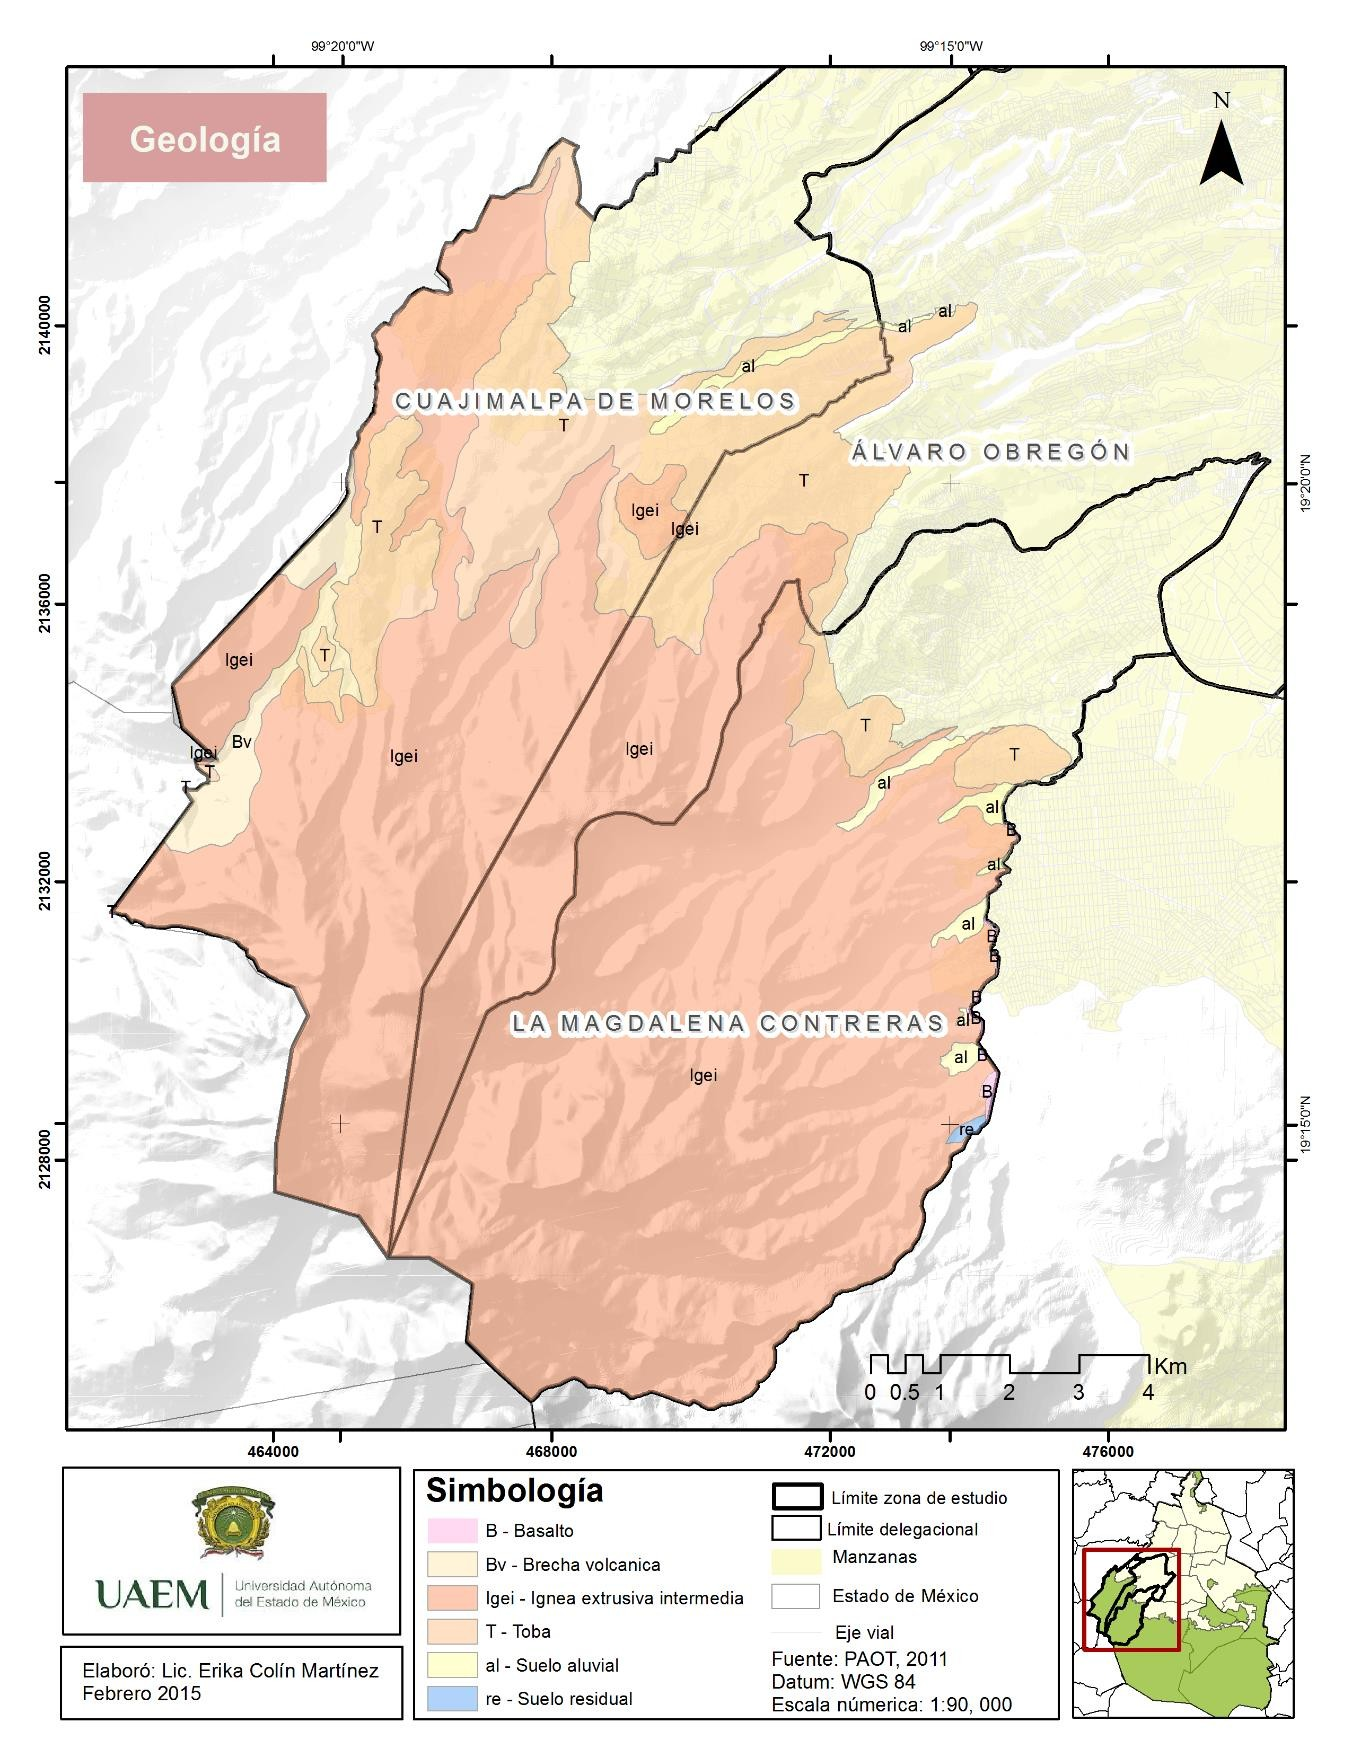 99°20'0"W
99°15'0"W
Geología
N
2140000
al
al
al
CUAJIMALPA DE MORELOS
T
ÁLVARO OBREGÓN
T
19°20'0"N
Igei
Igei
T
2136000
Igei
T
Bv
Igei
T
T
Igei
Igei
T
T
al
al
B
al
2132000
T
al
B
B
B
al
B
LA MAGDALENA CONTRERAS
al
B
Igei
B
re
19°15'0"N
2128000
Km
0 0.5 1 2 3 4
464000
468000
472000
476000
UAEM
Universidad Autónoma
del Estado de México
Elaboró: Lic. Erika Colín Martínez
Febrero 2015
Simbología
B - Basalto
Bv - Brecha volcanica
Igei - Ignea extrusiva intermedia
T - Toba
al - Suelo aluvial
re - Suelo residual
Límite zona de estudio
Límite delegacional
Manzanas
Estado de México
Eje vial
Fuente: PAOT, 2011
Datum: WGS 84
Escala númerica: 1:90, 000